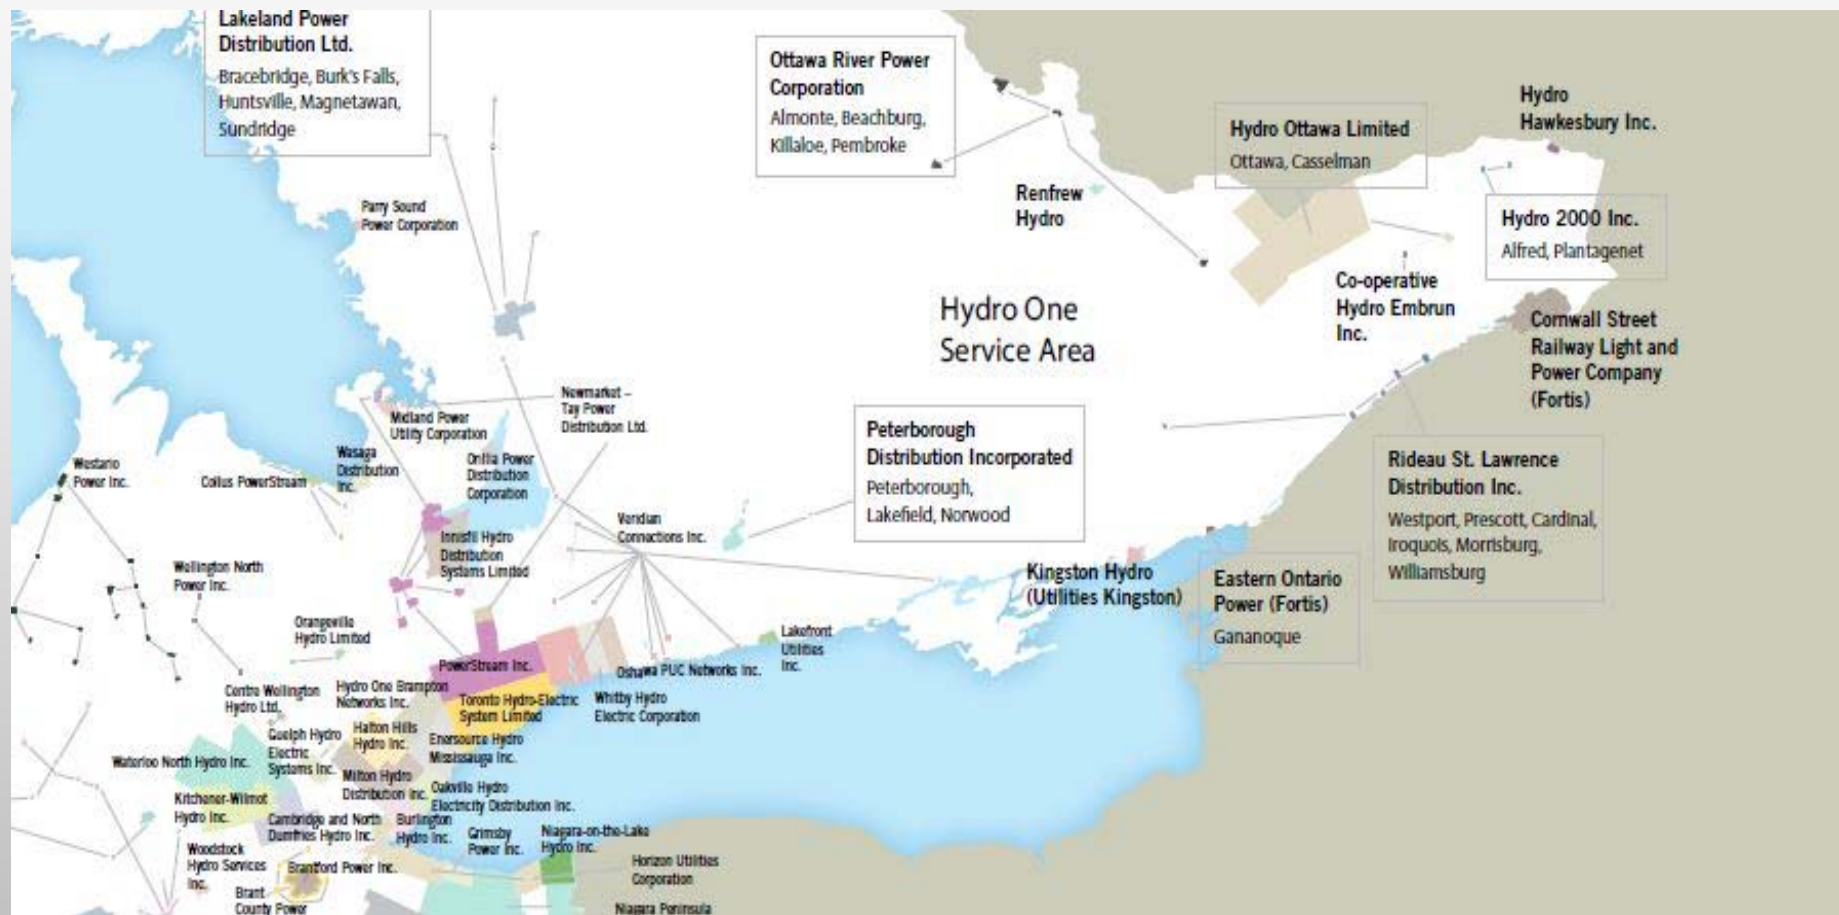 Lakeland Power
Distribution Ltd.
Bracebridge, Burk's Falls,
Huntsville, Magnetawan,
Sundridge
Ottawa River Power
Corporation
Almonte, Beachburg,
Killaloe, Pembroke
Hydro Ottawa Limited
Ottawa, Casselman
Hydro
Hawkesbury Inc.
Renfrew
Hydro
Parry Sound
Power Corporation
Hydro 2000 Inc.
Alfred, Plantagenet
Co-operative
Hydro Embrun
Inc.
Hydro One
Service Area
Cornwall Street
Railway Light and
Power Company
(Fortis)
Newmarket –
Tay Power
Distribution Ltd.
Midland Power
Utility Corporation
Peterborough
Distribution Incorporated
Peterborough,
Lakefield, Norwood
Rideau St. Lawrence
Distribution Inc.
Westport, Prescott, Cardinal,
Iroquois, Morrisburg,
Williamsburg
Westario
Power Inc.
Collus PowerStream
Wasaga
Distribution
Inc.
Orillia Power
Distribution
Corporation
Veridian
Connections Inc.
Innisfil Hydro
Distribution
Systems Limited
Wellington North
Power Inc.
Kingston Hydro
(Utilities Kingston)
Eastern Ontario
Power (Fortis)
Gananoque
Orangeville
Hydro Limited
Lakefront
Utilities
Inc.
PowerStream Inc.
Oshawa PUC Networks Inc.
Centre Wellington
Hydro Ltd.
Hydro One Brampton
Networks Inc.
Toronto Hydro-Electric
System Limited
Whitby Hydro
Electric Corporation
Guelph Hydro
Electric
Systems Inc.
Halton Hills
Hydro Inc.
Enersource Hydro
Mississauga Inc.
Waterloo North Hydro Inc.
Milton Hydro
Distribution Inc.
Oakville Hydro
Electricity Distribution Inc.
Kitchener-Wilmot
Hydro Inc.
Cambridge and North
Dumfries Hydro Inc.
Burlington
Hydro Inc.
Grimsby
Power Inc.
Niagara-on-the-Lake
Hydro Inc.
Woodstock
Hydro Services
Inc.
Brantford Power Inc.
Horizon Utilities
Corporation
Brant
County Power
Niagara Peninsula